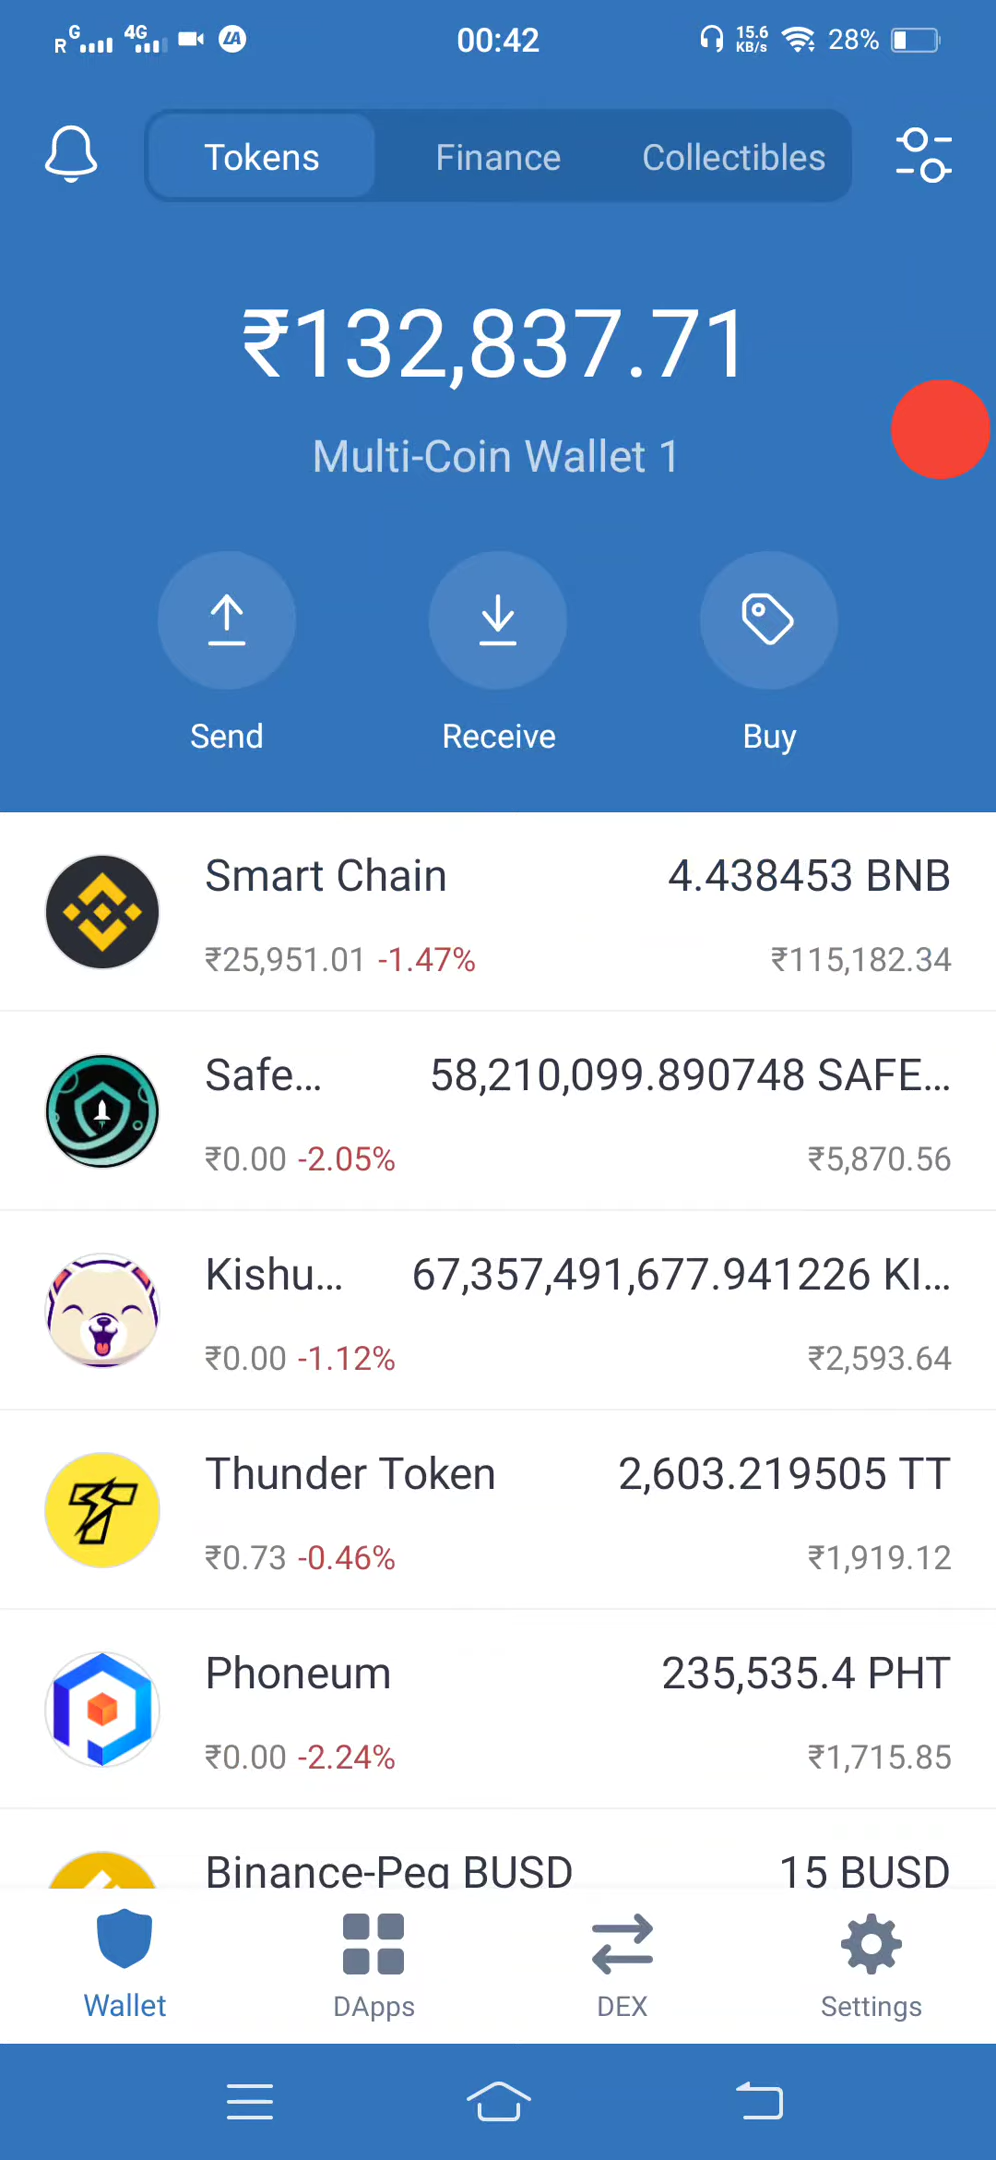 R G 4G 00:42 15.6 KB/s 28%
Tokens Finance Collectibles
₹132,837.71
Multi-Coin Wallet 1
Send Receive Buy
Smart Chain 4.438453 BNB
₹25,951.01 -1.47% ₹115,182.34
Safe... 58,210,099.890748 SAFE...
₹0.00 -2.05% ₹5,870.56
Kishu... 67,357,491,677.941226 KI...
₹0.00 -1.12% ₹2,593.64
Thunder Token 2,603.219505 TT
₹0.73 -0.46% ₹1,919.12
Phoneum 235,535.4 PHT
₹0.00 -2.24% ₹1,715.85
Binance-Peg BUSD 15 BUSD
Wallet DApps DEX Settings